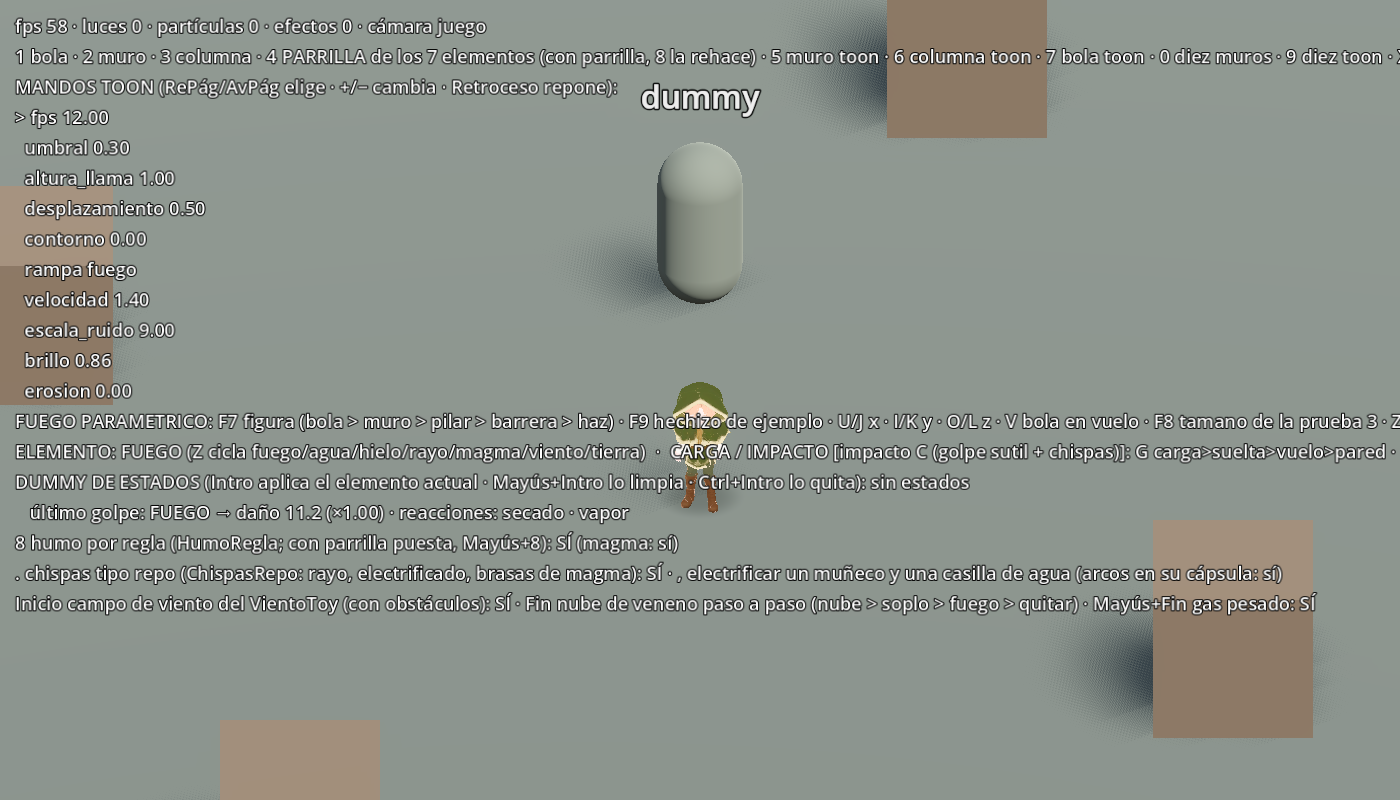 fps 58 · luces 0 · partículas 0 · efectos 0 · cámara juego
1 bola · 2 muro · 3 columna · 4 PARRILLA de los 7 elementos (con parrilla, 8 la rehace) · 5 muro toon · 6 columna toon · 7 bola toon · 0 diez muros · 9 diez toon ·
MANDOS TOON (RePág/AvPág elige · +/− cambia · Retroceso repone):
dummy
> fps 12.00
umbral 0.30
altura_llama 1.00
desplazamiento 0.50
contorno 0.00
rampa fuego
velocidad 1.40
escala_ruido 9.00
brillo 0.86
erosion 0.00
FUEGO PARAMETRICO: F7 figura (bola > muro > pilar > barrera > haz) · F9 hechizo de ejemplo · U/J x · I/K y · O/L z · V bola en vuelo · F8 tamano de la prueba 3 · Z
ELEMENTO: FUEGO (Z cicla fuego/agua/hielo/rayo/magma/viento/tierra) · CARGA / IMPACTO [impacto C (golpe sutil + chispas)]: G carga>suelta>vuelo>pared ·
DUMMY DE ESTADOS (Intro aplica el elemento actual · Mayús+Intro lo limpia · Ctrl+Intro lo quita): sin estados
último golpe: FUEGO → daño 11.2 (×1.00) · reacciones: secado · vapor
8 humo por regla (HumoRegla; con parrilla puesta, Mayús+8): SÍ (magma: sí)
. chispas tipo repo (ChispasRepo: rayo, electrificado, brasas de magma): SÍ · , electrificar un muñeco y una casilla de agua (arcos en su cápsula: sí)
Inicio campo de viento del VientoToy (con obstáculos): SÍ · Fin nube de veneno paso a paso (nube > soplo > fuego > quitar) · Mayús+Fin gas pesado: SÍ